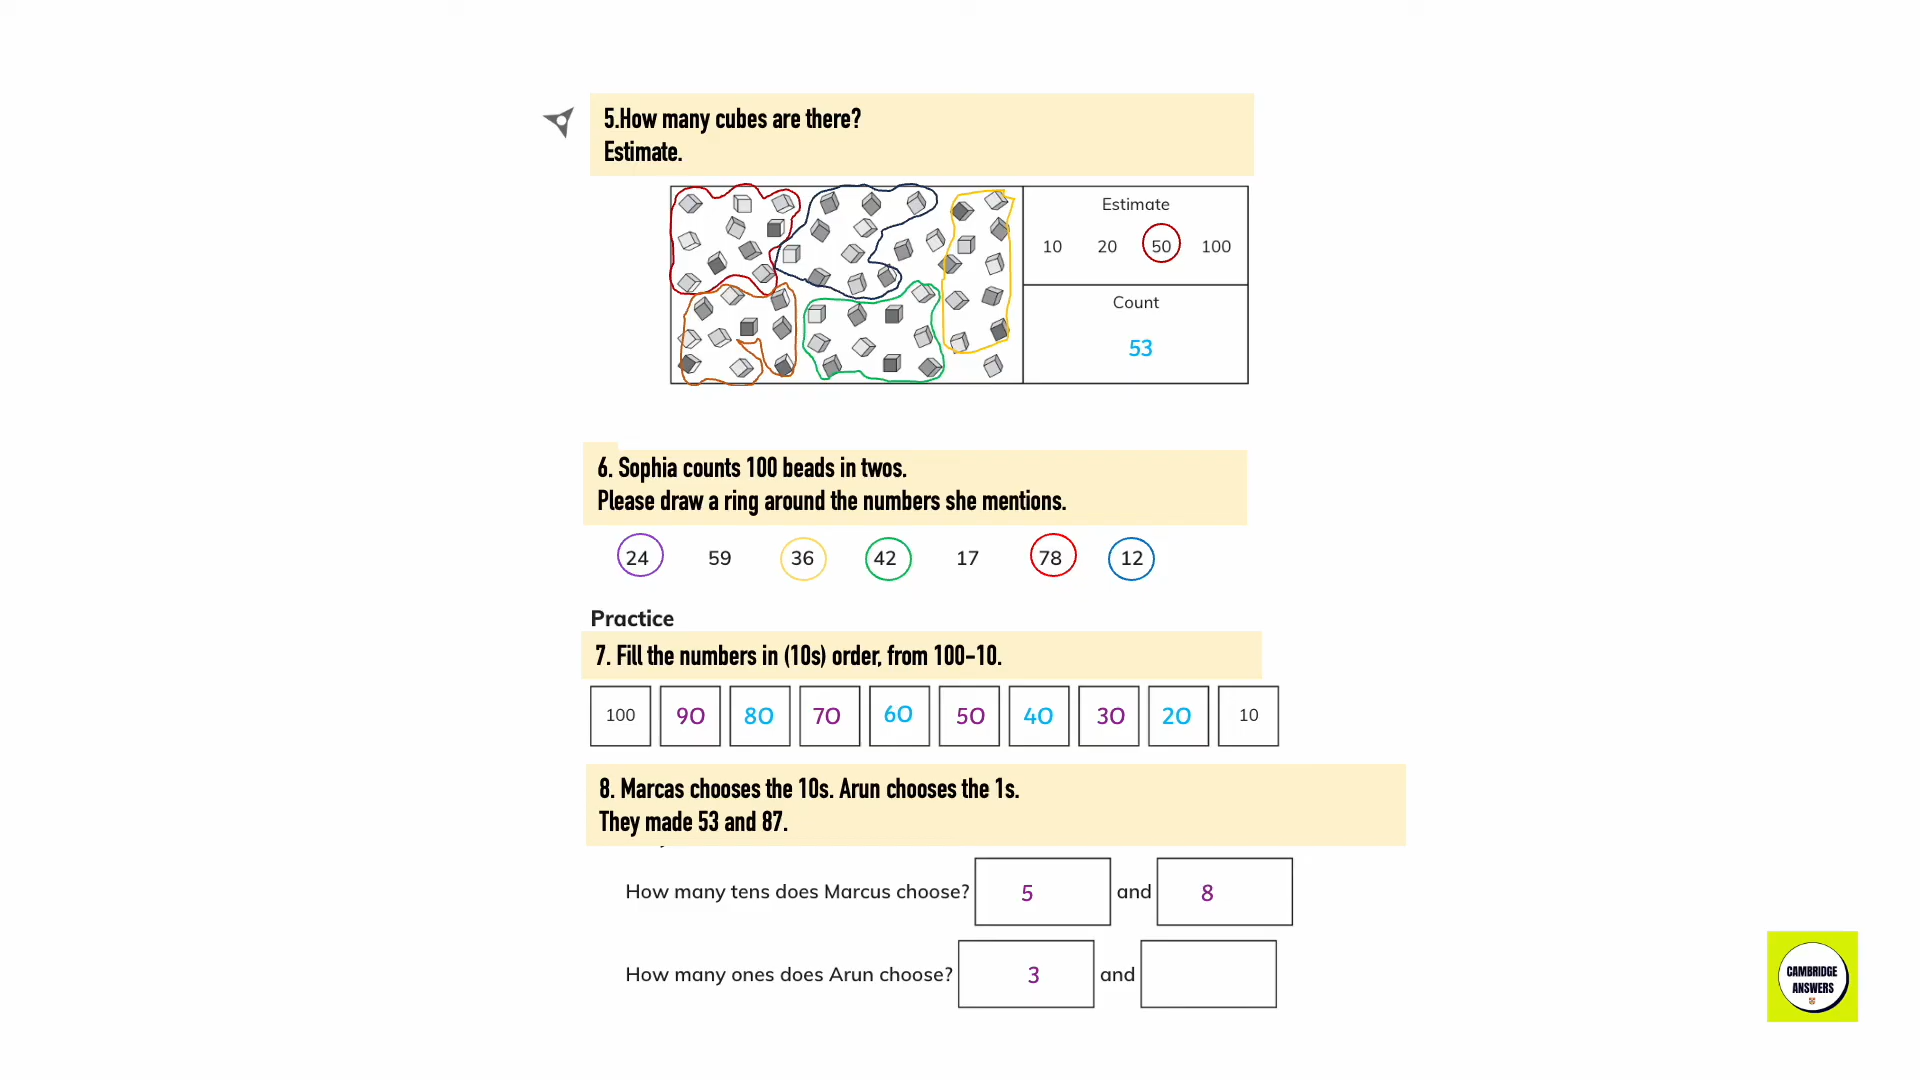 5.How many cubes are there?
Estimate.
Estimate
10 20 50 100
Count
53
6. Sophia counts 100 beads in twos.
Please draw a ring around the numbers she mentions.
24 59 36 42 17 78 12
Practice
7. Fill the numbers in (10s) order, from 100-10.
100 90 80 70 60 50 40 30 20 10
8. Marcas chooses the 10s. Arun chooses the 1s.
They made 53 and 87.
How many tens does Marcus choose? 5 and 8
How many ones does Arun choose? 3 and
CAMBRIDGE
ANSWERS